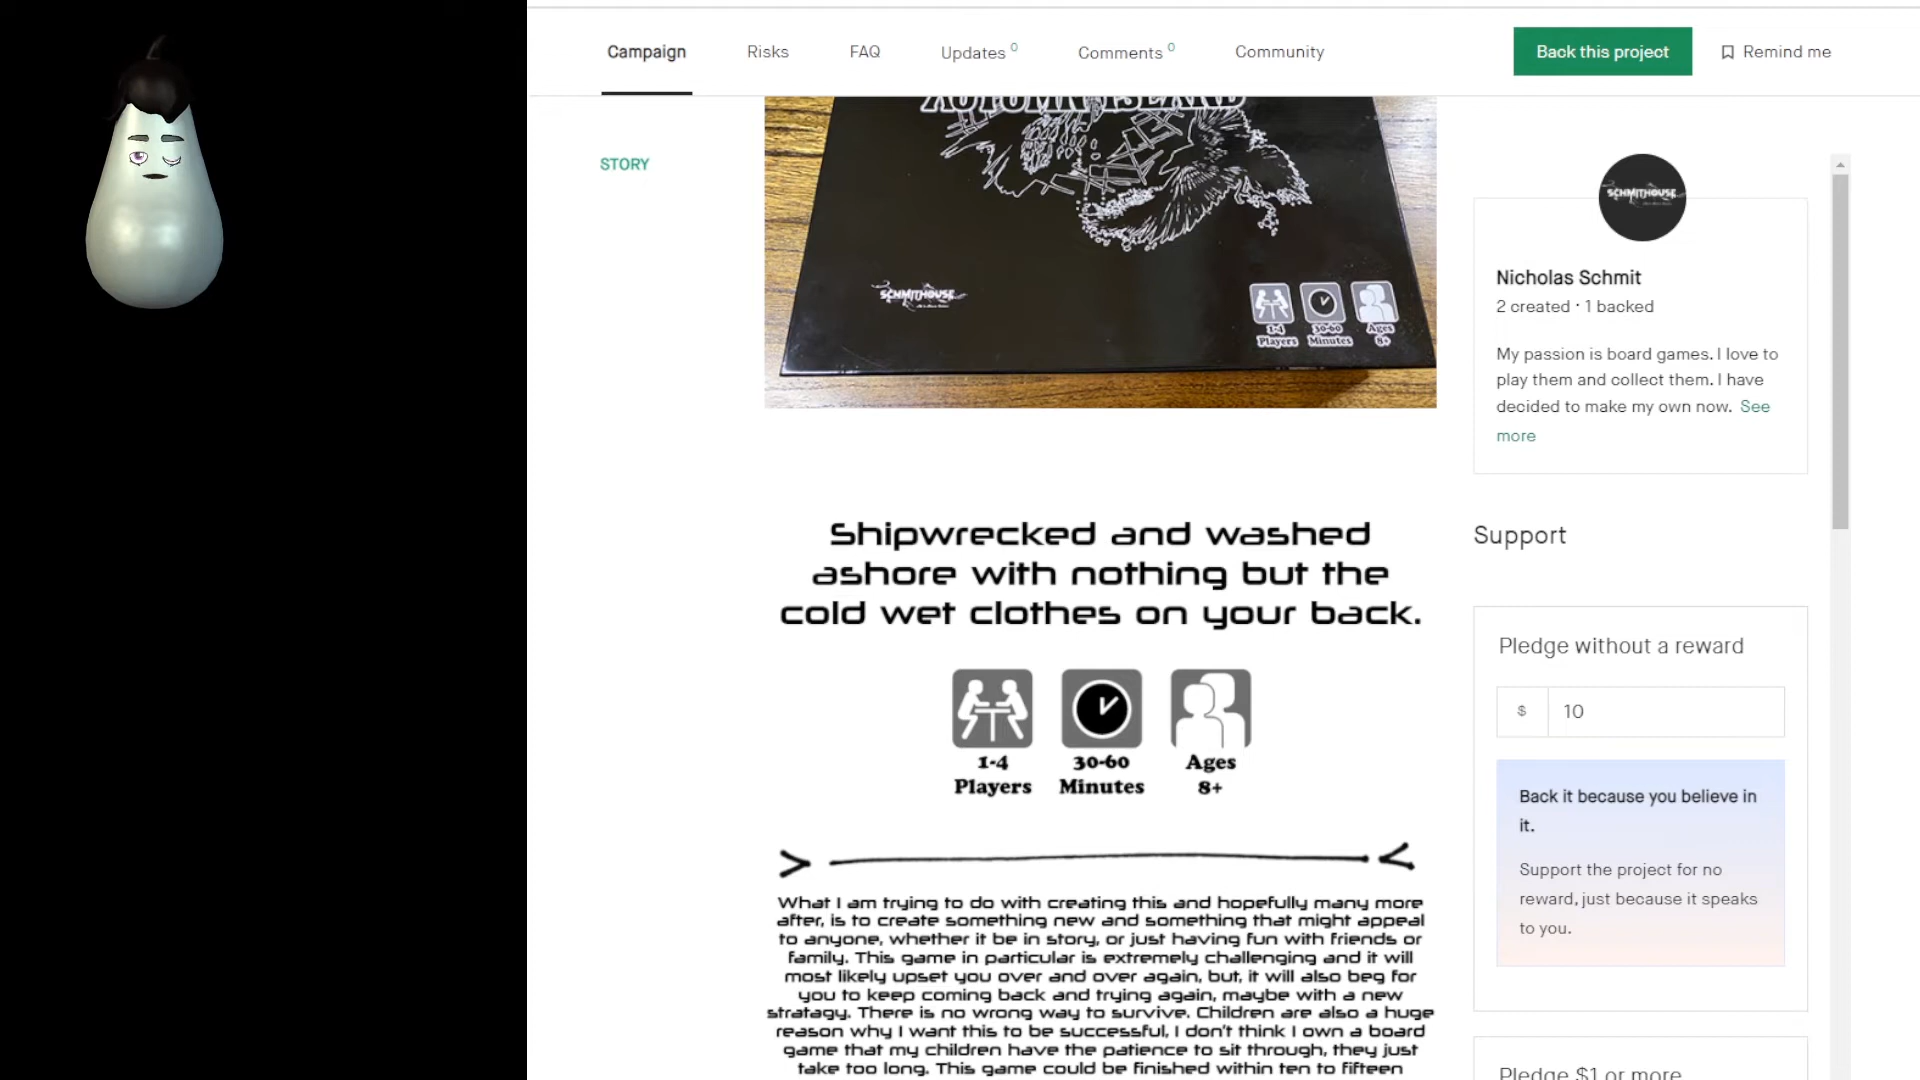 Campaign
Risks
FAQ
Updates 0
Comments 0
Community
Back this project
Remind me
STORY
AUTUMN ISLAND
SCHMITHOUSE
1-4
Players
30-60
Minutes
Ages
8+
Shipwrecked and washed
ashore with nothing but the
cold wet clothes on your back.
1-4
Players
30-60
Minutes
Ages
8+
What I am trying to do with creating this and hopefully many more
after, is to create something new and something that might appeal
to anyone, whether it be in story, or just having fun with friends or
family. This game in particular is extremely challenging and it will
most likely upset you over and over again, but, it will also beg for
you to keep coming back and trying again, maybe with a new
stratagy. There is no wrong way to survive. Children are also a huge
reason why I want this to be successful, I don't think I own a board
game that my children have the patience to sit through, they just
take too long. This game could be finished within ten to fifteen
SCHMITHOUSE
Nicholas Schmit
2 created · 1 backed
My passion is board games. I love to
play them and collect them. I have
decided to make my own now. See
more
Support
Pledge without a reward
$ 10
Back it because you believe in
it.
Support the project for no
reward, just because it speaks
to you.
Pledge $1 or more